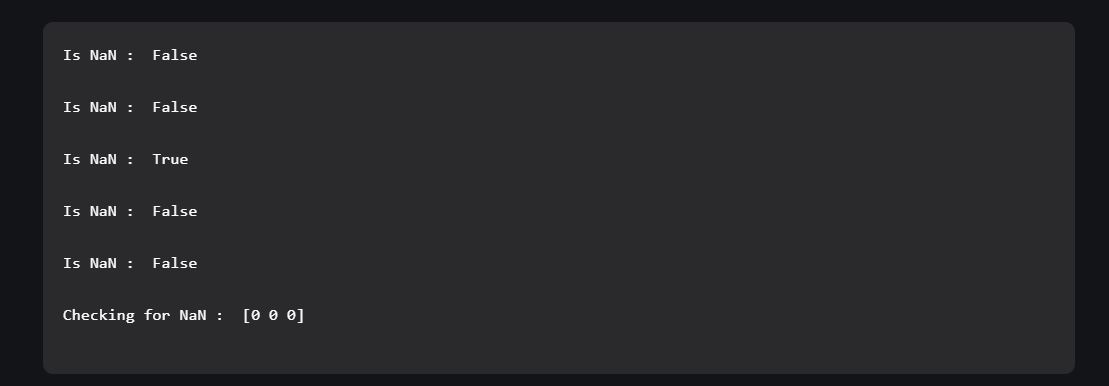 Is NaN :  False
Is NaN :  False
Is NaN :  True
Is NaN :  False
Is NaN :  False
Checking for NaN :  [0 0 0]